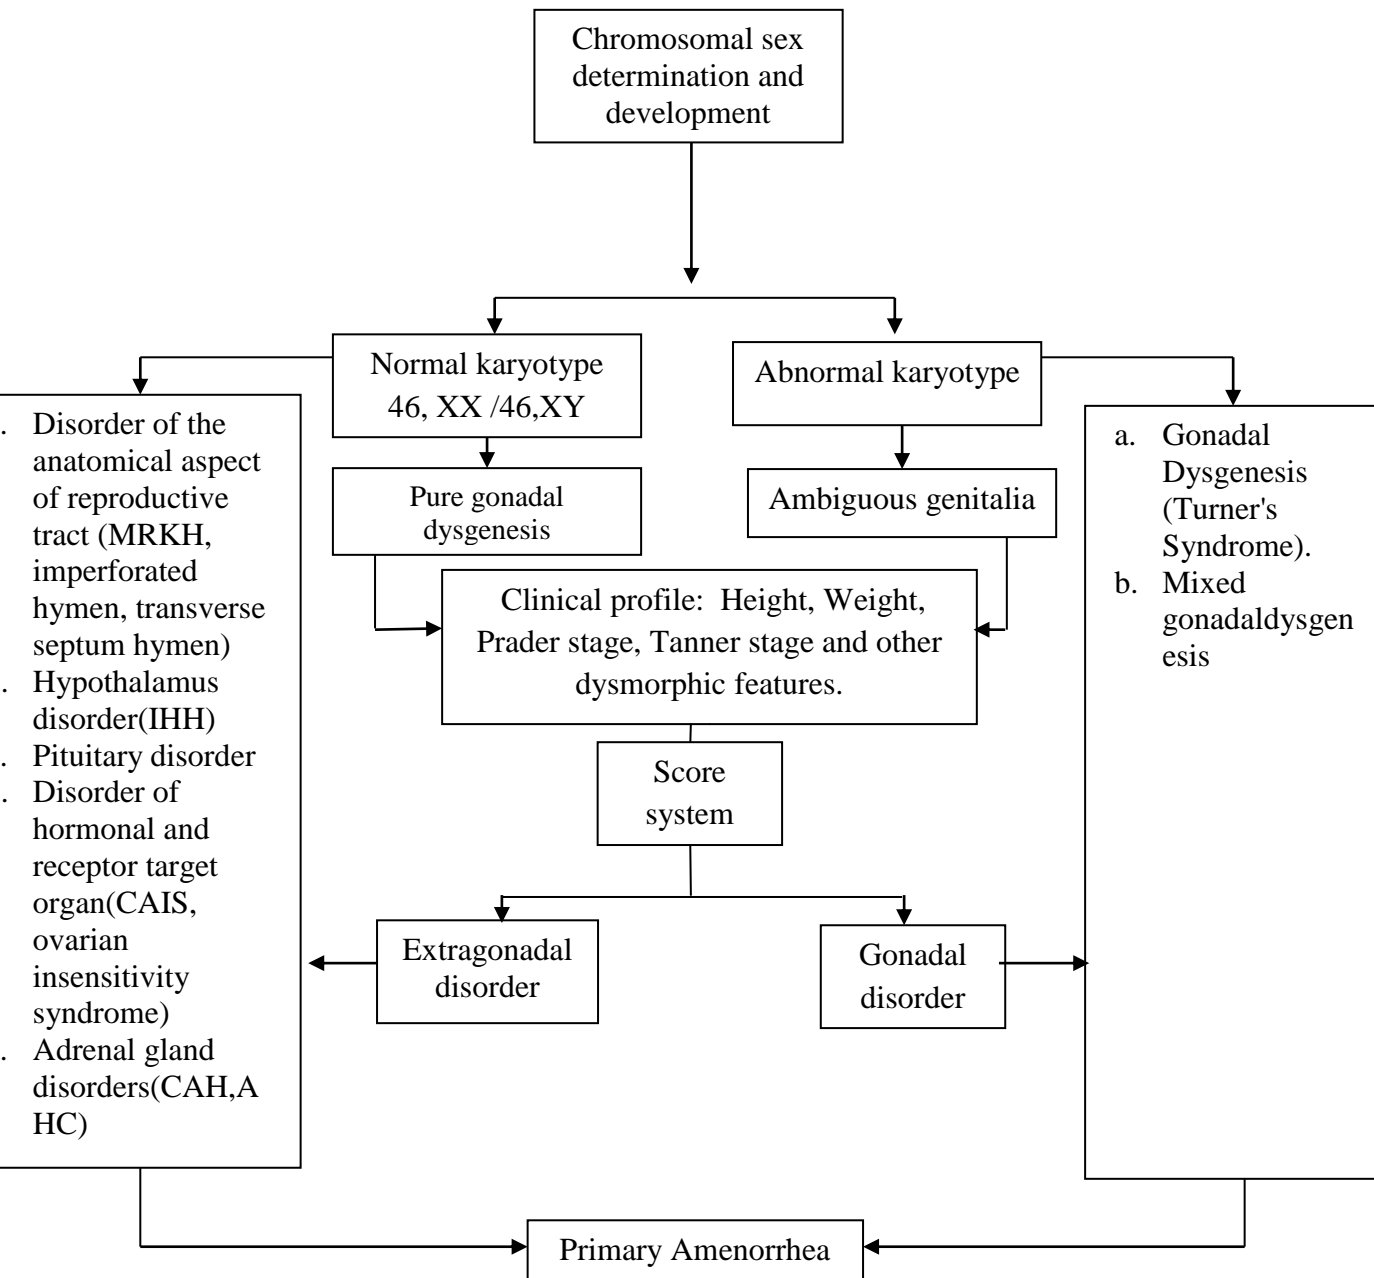 Chromosomal sex
determination and
development
Normal karyotype
46, XX /46,XY
Abnormal karyotype
Pure gonadal
dysgenesis
Ambiguous genitalia
. Disorder of the
anatomical aspect
of reproductive
tract (MRKH,
imperforated
hymen, transverse
septum hymen)
. Hypothalamus
disorder(IHH)
. Pituitary disorder
. Disorder of
hormonal and
receptor target
organ(CAIS,
ovarian
insensitivity
syndrome)
. Adrenal gland
disorders(CAH,A
HC)
a. Gonadal
Dysgenesis
(Turner's
Syndrome).
b. Mixed
gonadaldysgen
esis
Clinical profile: Height, Weight,
Prader stage, Tanner stage and other
dysmorphic features.
Score
system
Extragonadal
disorder
Gonadal
disorder
Primary Amenorrhea